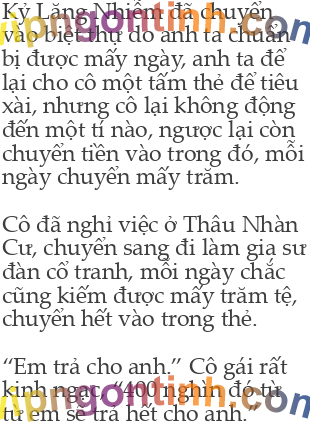 Kỷ Lăng Nhiễm đã chuyển
vào biệt thự do anh ta chuẩn
bị được mấy ngày, anh ta để
lại cho cô một tấm thẻ để tiêu
xài, nhưng cô lại không động
đến một tí nào, ngược lại còn
chuyển tiền vào trong đó, mỗi
ngày chuyển mấy trăm.

Cô đã nghỉ việc ở Thâu Nhàn
Cư, chuyển sang đi làm gia sư
đàn cổ tranh, mỗi ngày chắc
cũng kiếm được mấy trăm tệ,
chuyển hết vào trong thẻ.

“Em trả cho anh.” Cô gái rất
kinh ngạc, “400 nghìn đó từ
từ em sẽ trả hết cho anh.”